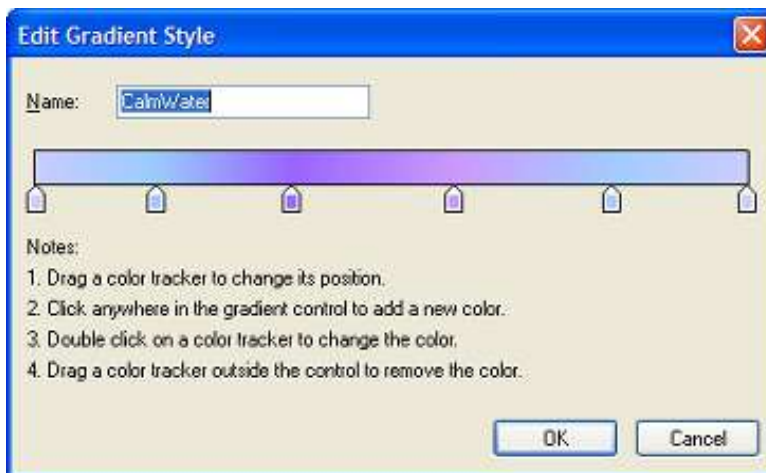 Edit Gradient Style
Name: CalmWater
Notes:
1. Drag a color tracker to change its position.
2. Click anywhere in the gradient control to add a new color.
3. Double click on a color tracker to change the color.
4. Drag a color tracker outside the control to remove the color.
OK Cancel